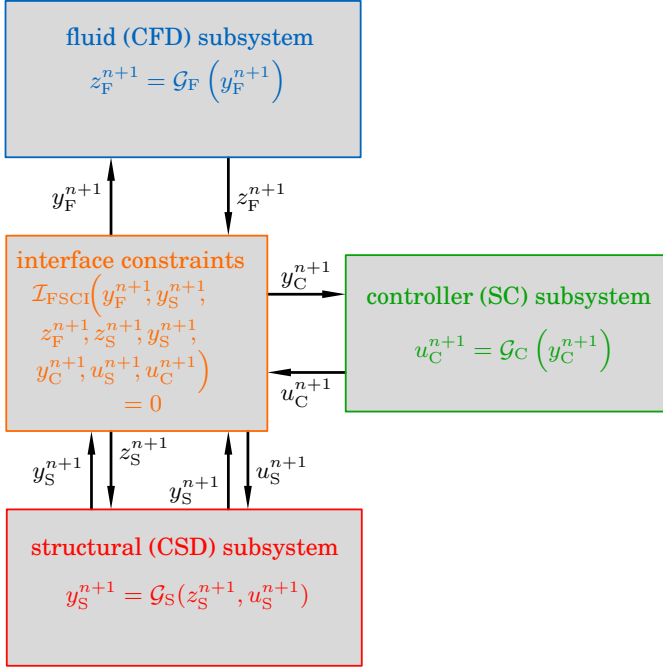 fluid (CFD) subsystem
z_F^{n+1} = 𝒢_F (y_F^{n+1})
y_F^{n+1}
z_F^{n+1}
interface constraints
ℐ_FSCI(y_F^{n+1}, y_S^{n+1},
z_F^{n+1}, z_S^{n+1}, y_S^{n+1},
y_C^{n+1}, u_S^{n+1}, u_C^{n+1})
= 0
y_C^{n+1}
u_C^{n+1}
controller (SC) subsystem
u_C^{n+1} = 𝒢_C (y_C^{n+1})
y_S^{n+1}
z_S^{n+1}
y_S^{n+1}
u_S^{n+1}
structural (CSD) subsystem
y_S^{n+1} = 𝒢_S(z_S^{n+1}, u_S^{n+1})